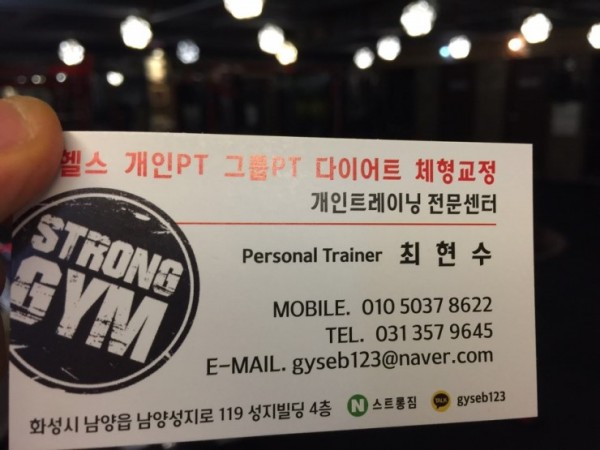 헬스 개인PT 그룹PT 다이어트 체형교정
개인트레이닝 전문센터
STRONG
GYM
Personal Trainer 최 현 수
MOBILE. 010 5037 8622
TEL. 031 357 9645
E-MAIL. gyseb123@naver.com
화성시 남양읍 남양성지로 119 성지빌딩 4층 N 스트롱짐 TALK gyseb123